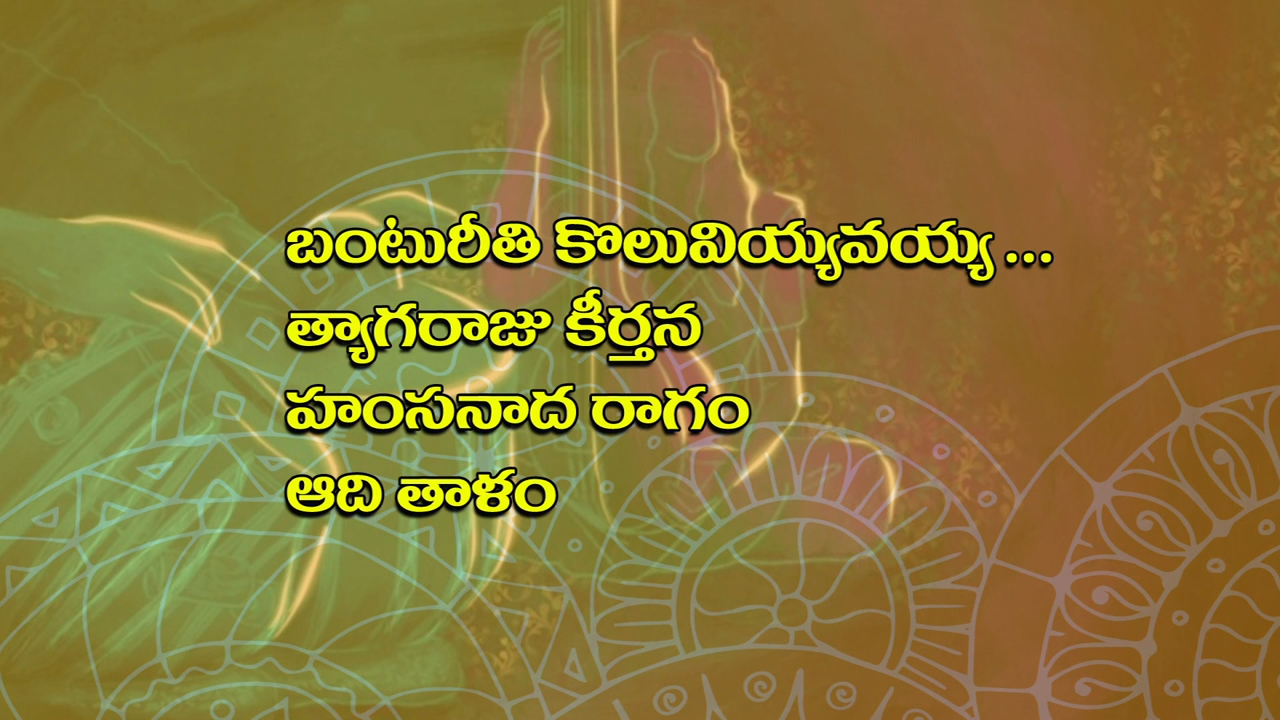 బంటురీతి కొలువియ్యవయ్య ...
త్యాగరాజు కీర్తన
హంసనాద రాగం
ఆది తాళం